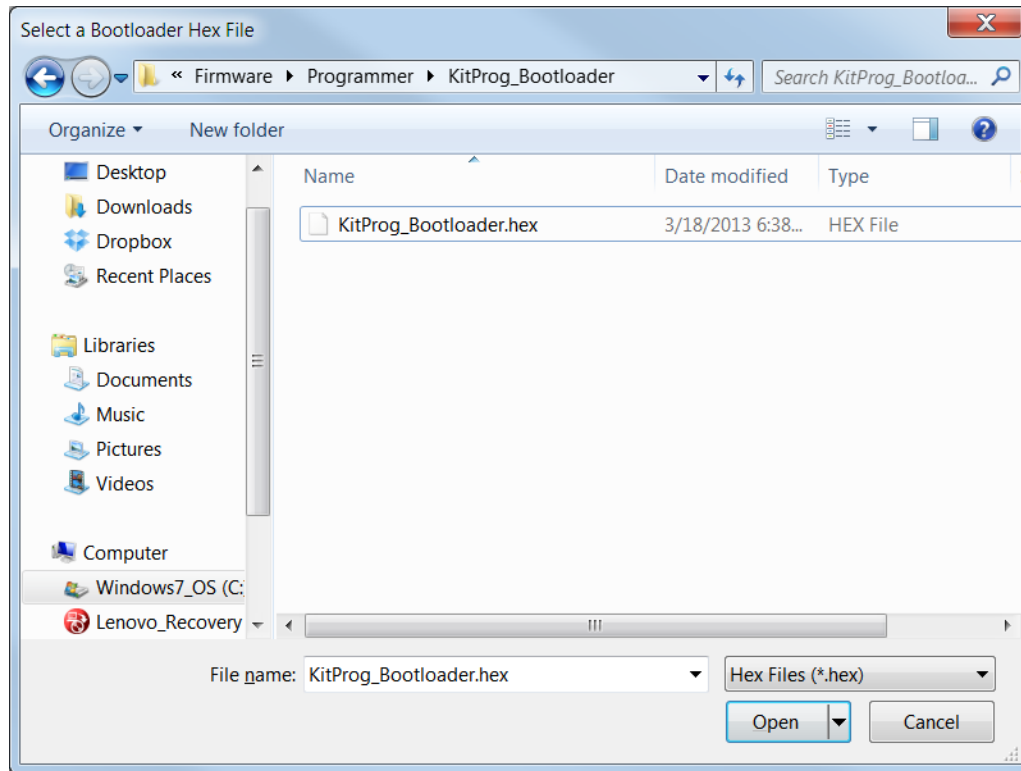 Select a Bootloader Hex File
« Firmware Programmer KitProg_Bootloader
Search KitProg_Bootloa...
Organize
New folder
Desktop
Downloads
Dropbox
Recent Places
Libraries
Documents
Music
Pictures
Videos
Computer
Windows7_OS (C:
Lenovo_Recovery
Name Date modified Type
KitProg_Bootloader.hex 3/18/2013 6:38... HEX File
File name: KitProg_Bootloader.hex
Hex Files (*.hex)
Open
Cancel